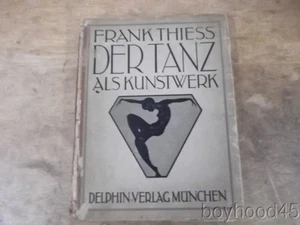 FRANK THIESS
DER TANZ
ALS KUNSTWERK
DELPHIN-VERLAG MÜNCHEN
boyhood45